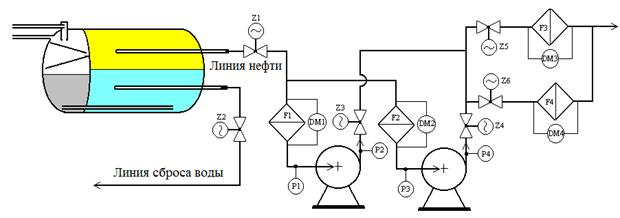 Z1
Линия нефти
Z2
Линия сброса воды
F1
DM1
P1
Z3
P2
F2
DM2
P3
Z4
P4
Z5
F3
DM3
Z6
F4
DM4